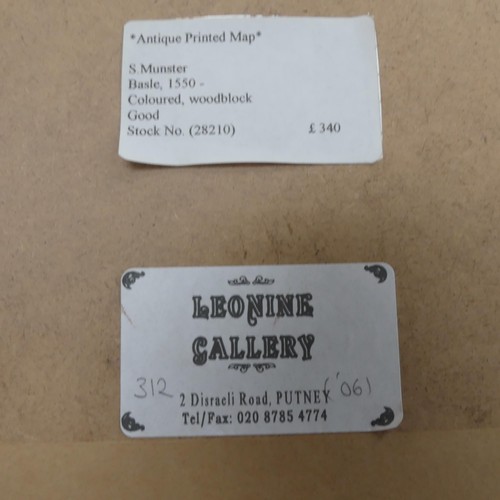 *Antique Printed Map*
S Munster
Basle, 1550 -
Coloured, woodblock
Good
Stock No. (28210) £340
LEONINE
GALLERY
312 2 Disraeli Road, PUTNEY ('06)
Tel/Fax: 020 8785 4774